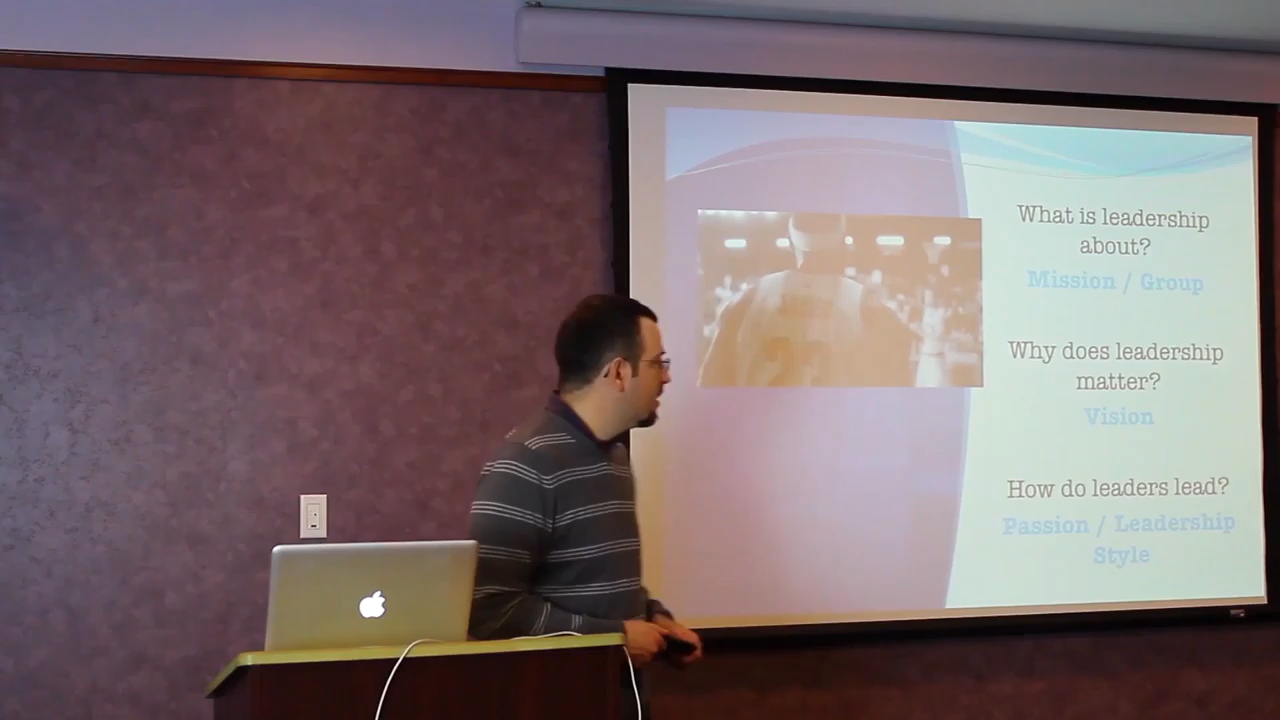 What is leadership
about?
Mission / Group
Why does leadership
matter?
Vision
How do leaders lead?
Passion / Leadership
Style